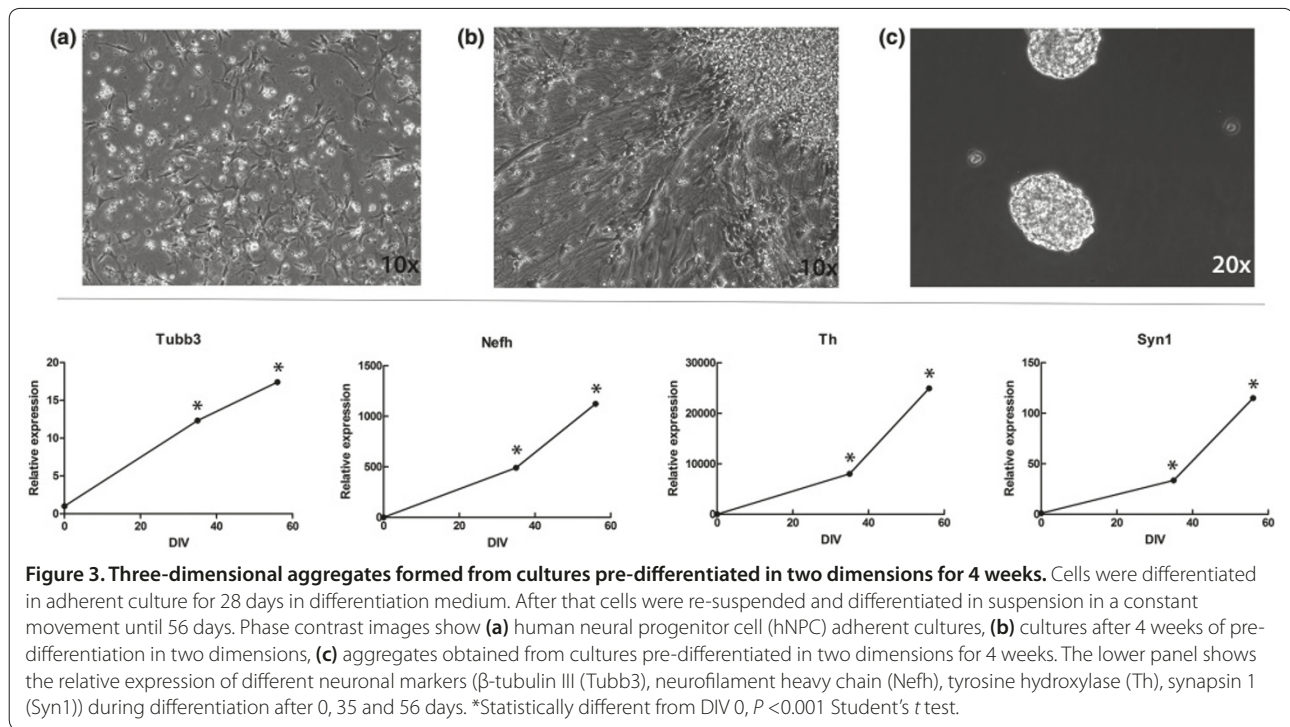 (a)
(b)
(c)
10x
10x
20x
Tubb3
Relative expression
20
15
10
5
0
0 20 40 60
DIV
*
*
Nefh
Relative expression
1500
1000
500
0
0 20 40 60
DIV
*
*
Th
Relative expression
30000
20000
10000
0
0 20 40 60
DIV
*
*
Syn1
Relative expression
150
100
50
0
0 20 40 60
DIV
*
*
Figure 3. Three-dimensional aggregates formed from cultures pre-differentiated in two dimensions for 4 weeks. Cells were differentiated
in adherent culture for 28 days in differentiation medium. After that cells were re-suspended and differentiated in suspension in a constant
movement until 56 days. Phase contrast images show (a) human neural progenitor cell (hNPC) adherent cultures, (b) cultures after 4 weeks of pre-
differentiation in two dimensions, (c) aggregates obtained from cultures pre-differentiated in two dimensions for 4 weeks. The lower panel shows
the relative expression of different neuronal markers (β-tubulin III (Tubb3), neurofilament heavy chain (Nefh), tyrosine hydroxylase (Th), synapsin 1
(Syn1)) during differentiation after 0, 35 and 56 days. *Statistically different from DIV 0, P <0.001 Student's t test.